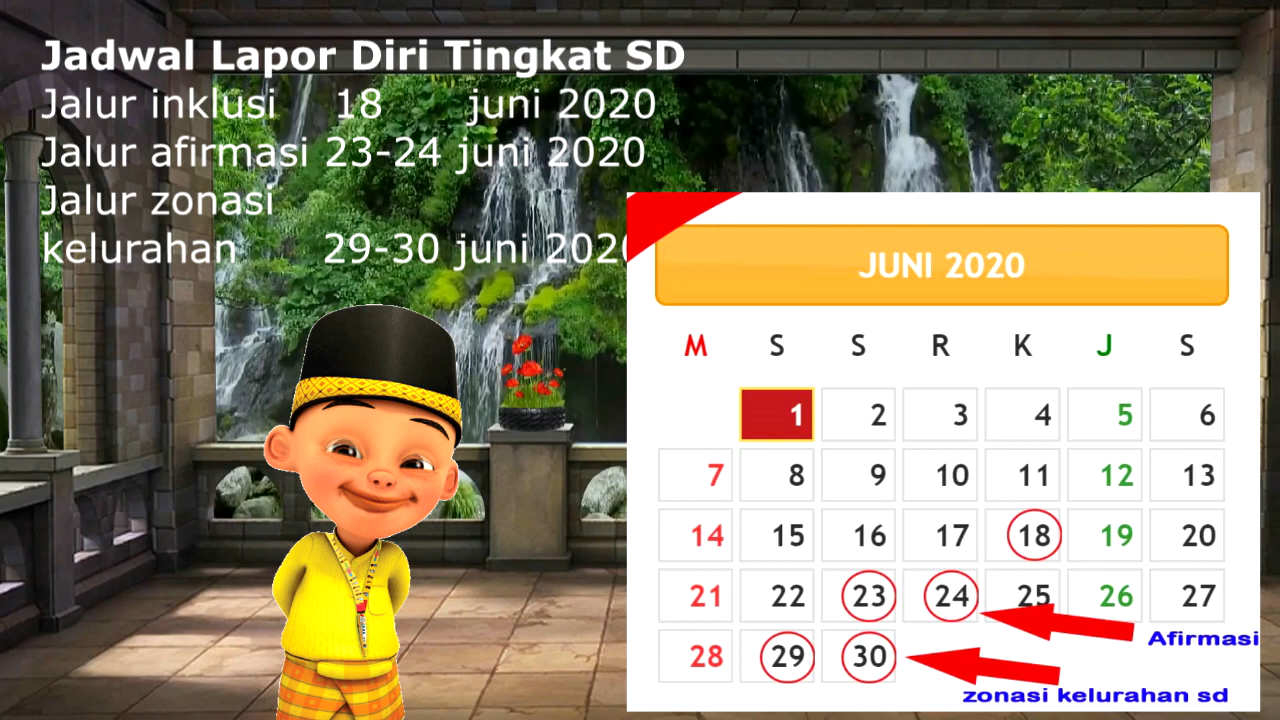 Jadwal Lapor Diri Tingkat SD
Jalur inklusi 18 juni 2020
Jalur afirmasi 23-24 juni 2020
Jalur zonasi
kelurahan 29-30 juni 2020
JUNI 2020
M S S R K J S
1 2 3 4 5 6
7 8 9 10 11 12 13
14 15 16 17 18 19 20
21 22 23 24 25 26 27
Afirmasi
28 29 30
zonasi kelurahan sd